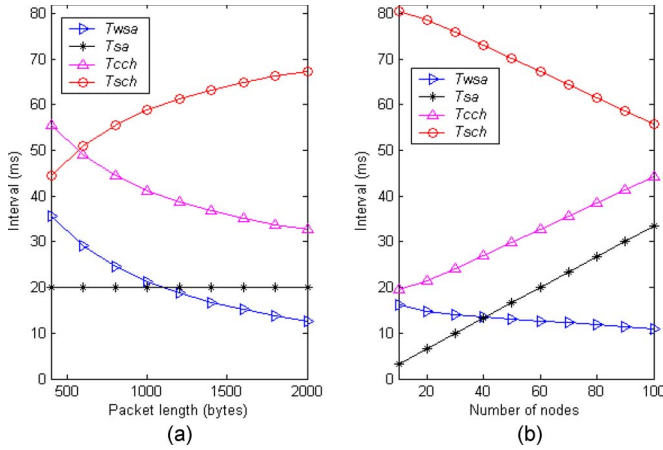 80
70
60
50
40
30
20
10
0
Interval (ms)
Twsa
Tsa
Tcch
Tsch
500 1000 1500 2000
Packet length (bytes)
(a)
80
70
60
50
40
30
20
10
0
Interval (ms)
Twsa
Tsa
Tcch
Tsch
20 40 60 80 100
Number of nodes
(b)